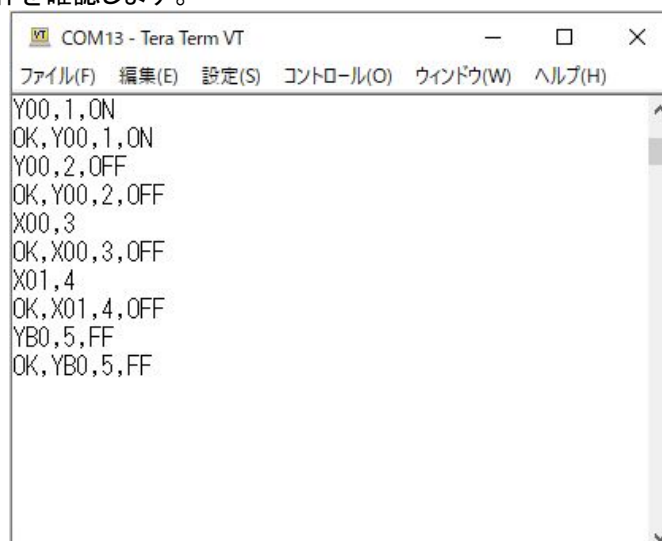 作を確認します。
COM13 - Tera Term VT
ファイル(F) 編集(E) 設定(S) コントロール(O) ウィンドウ(W) ヘルプ(H)
Y00,1,ON
OK,Y00,1,ON
Y00,2,OFF
OK,Y00,2,OFF
X00,3
OK,X00,3,OFF
X01,4
OK,X01,4,OFF
YB0,5,FF
OK,YB0,5,FF